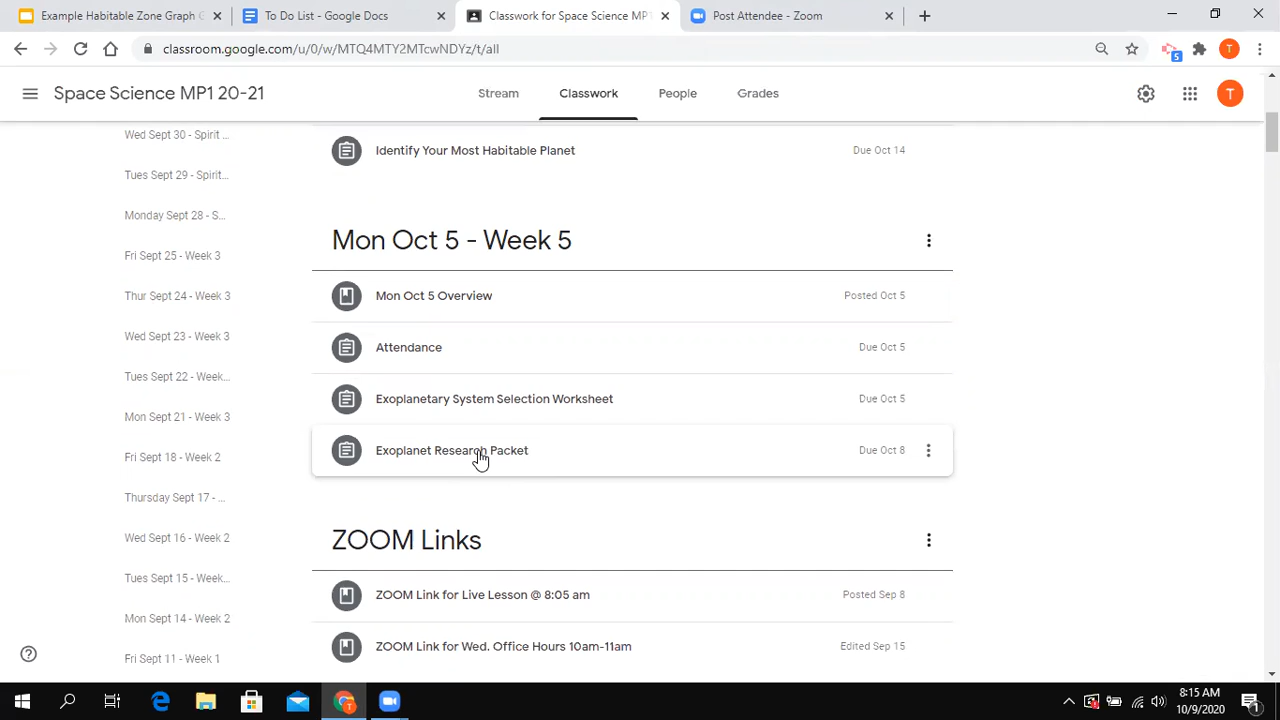 Example Habitable Zone Graph G
To Do List - Google Docs
Classwork for Space Science MP1
Post Attendee - Zoom
classroom.google.com/u/0/w/MTQ4MTY2MTcwNDYz/t/all
5
T
Space Science MP1 20-21
Stream
Classwork
People
Grades
T
Wed Sept 30 - Spirit ...
Tues Sept 29 - Spirit...
Monday Sept 28 - S...
Fri Sept 25 - Week 3
Thur Sept 24 - Week 3
Wed Sept 23 - Week 3
Tues Sept 22 - Week...
Mon Sept 21 - Week 3
Fri Sept 18 - Week 2
Thursday Sept 17 - ...
Wed Sept 16 - Week 2
Tues Sept 15 - Week...
Mon Sept 14 - Week 2
Fri Sept 11 - Week 1
Identify Your Most Habitable Planet
Due Oct 14
Mon Oct 5 - Week 5
Mon Oct 5 Overview
Posted Oct 5
Attendance
Due Oct 5
Exoplanetary System Selection Worksheet
Due Oct 5
Exoplanet Research Packet
Due Oct 8
ZOOM Links
ZOOM Link for Live Lesson @ 8:05 am
Posted Sep 8
ZOOM Link for Wed. Office Hours 10am-11am
Edited Sep 15
8:15 AM
10/9/2020
1